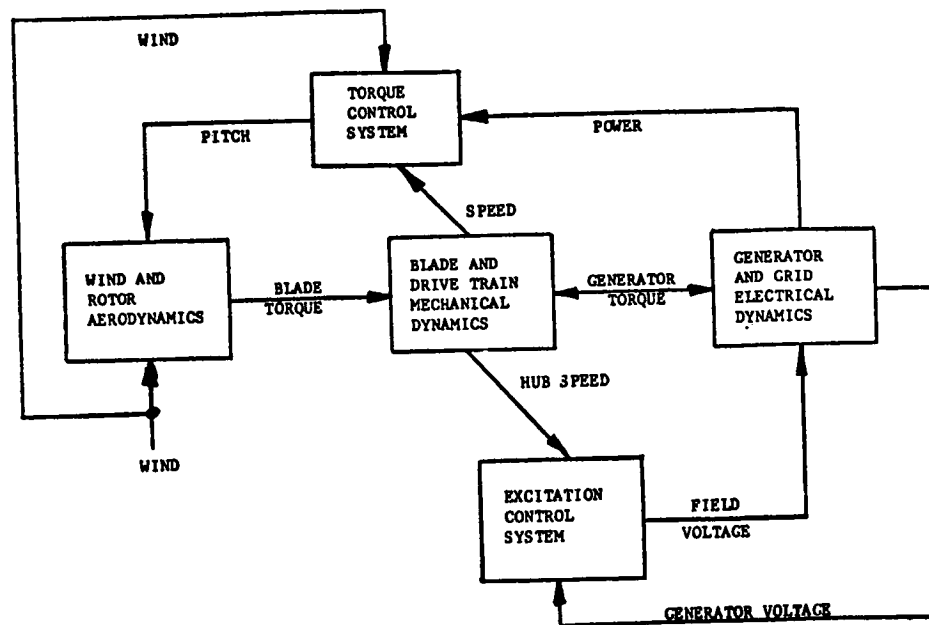 WIND
TORQUE
CONTROL
SYSTEM
PITCH
POWER
SPEED
WIND AND
ROTOR
AERODYNAMICS
BLADE
TORQUE
BLADE AND
DRIVE TRAIN
MECHANICAL
DYNAMICS
GENERATOR
TORQUE
GENERATOR
AND GRID
ELECTRICAL
DYNAMICS
HUB SPEED
WIND
EXCITATION
CONTROL
SYSTEM
FIELD
VOLTAGE
GENERATOR VOLTAGE